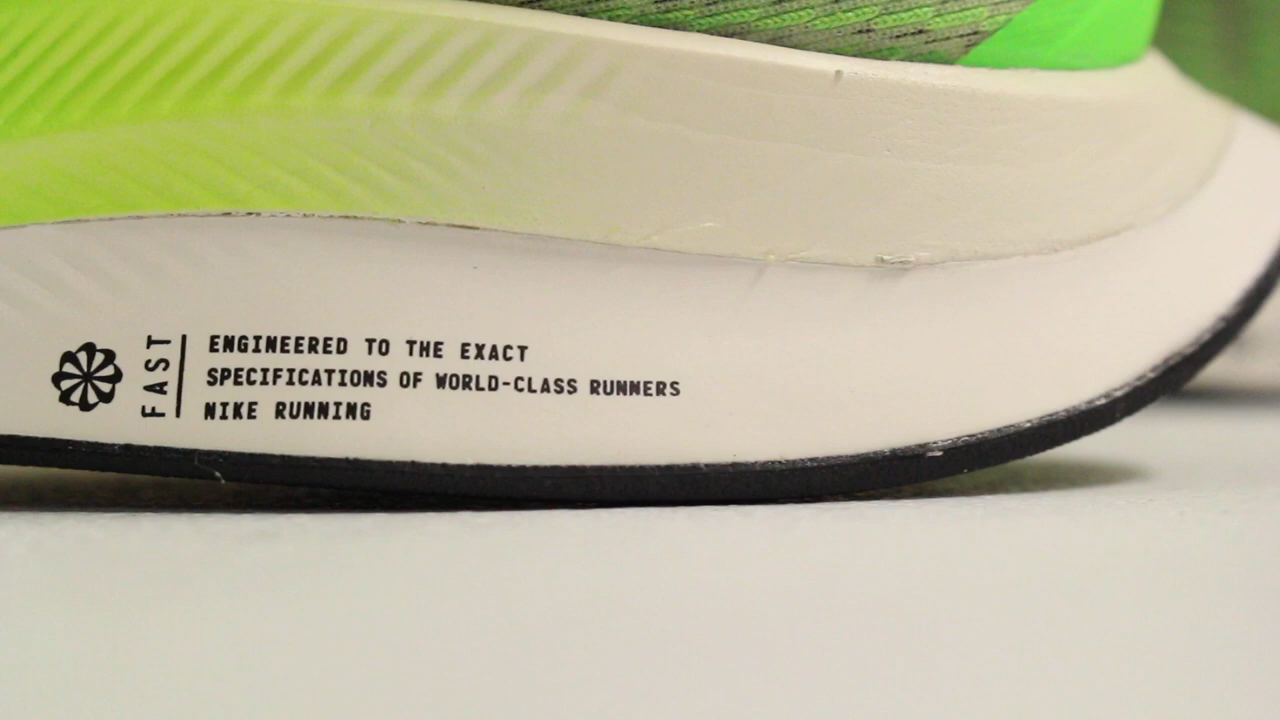 FAST
ENGINEERED TO THE EXACT
SPECIFICATIONS OF WORLD-CLASS RUNNERS
NIKE RUNNING